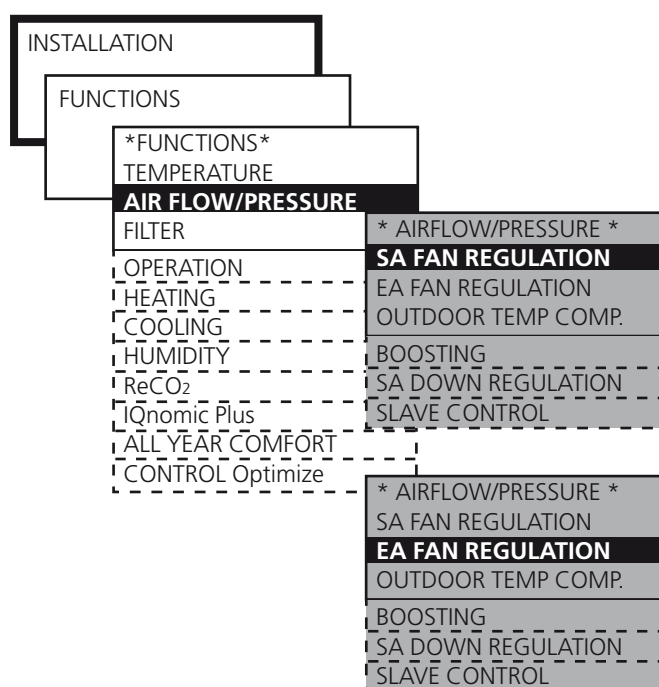 INSTALLATION
FUNCTIONS
*FUNCTIONS*
TEMPERATURE
AIR FLOW/PRESSURE
FILTER
OPERATION
HEATING
COOLING
HUMIDITY
ReCO2
IQnomic Plus
ALL YEAR COMFORT
CONTROL Optimize
* AIRFLOW/PRESSURE *
SA FAN REGULATION
EA FAN REGULATION
OUTDOOR TEMP COMP.
BOOSTING
SA DOWN REGULATION
SLAVE CONTROL
* AIRFLOW/PRESSURE *
SA FAN REGULATION
EA FAN REGULATION
OUTDOOR TEMP COMP.
BOOSTING
SA DOWN REGULATION
SLAVE CONTROL